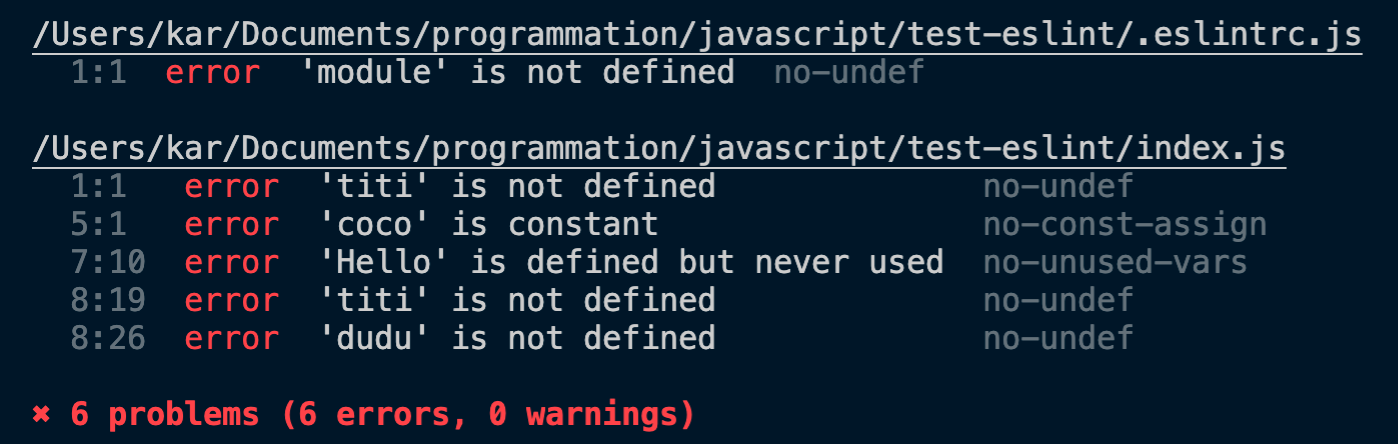 /Users/kar/Documents/programmation/javascript/test-eslint/.eslintrc.js
1:1 error 'module' is not defined no-undef
/Users/kar/Documents/programmation/javascript/test-eslint/index.js
1:1 error 'titi' is not defined no-undef
5:1 error 'coco' is constant no-const-assign
7:10 error 'Hello' is defined but never used no-unused-vars
8:19 error 'titi' is not defined no-undef
8:26 error 'dudu' is not defined no-undef
✖ 6 problems (6 errors, 0 warnings)